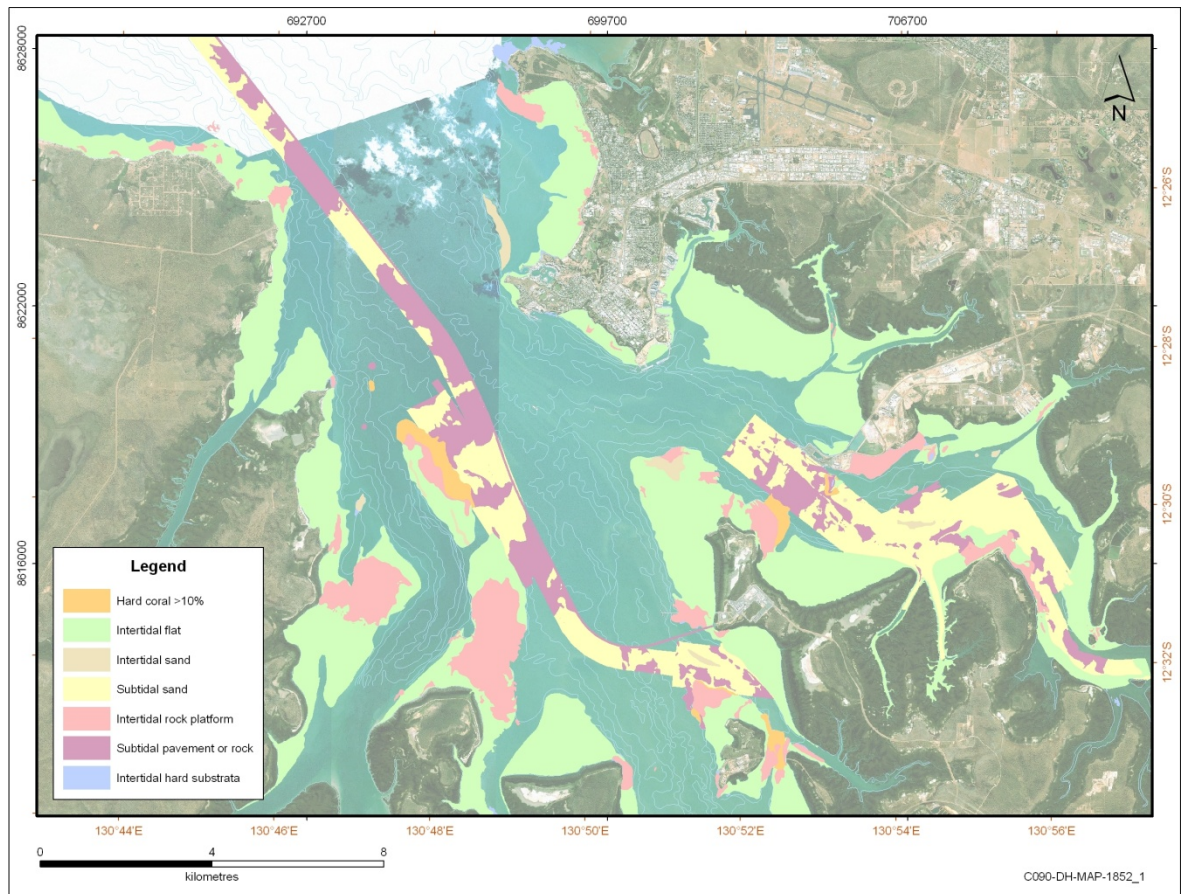 692700
699700
706700
8628000
N
12°26'S
8622000
12°28'S
12°30'S
8616000
Legend
Hard coral >10%
Intertidal flat
Intertidal sand
Subtidal sand
Intertidal rock platform
Subtidal pavement or rock
Intertidal hard substrata
12°32'S
130°44'E
130°46'E
130°48'E
130°50'E
130°52'E
130°54'E
130°56'E
0
4
8
kilometres
C090-DH-MAP-1852_1